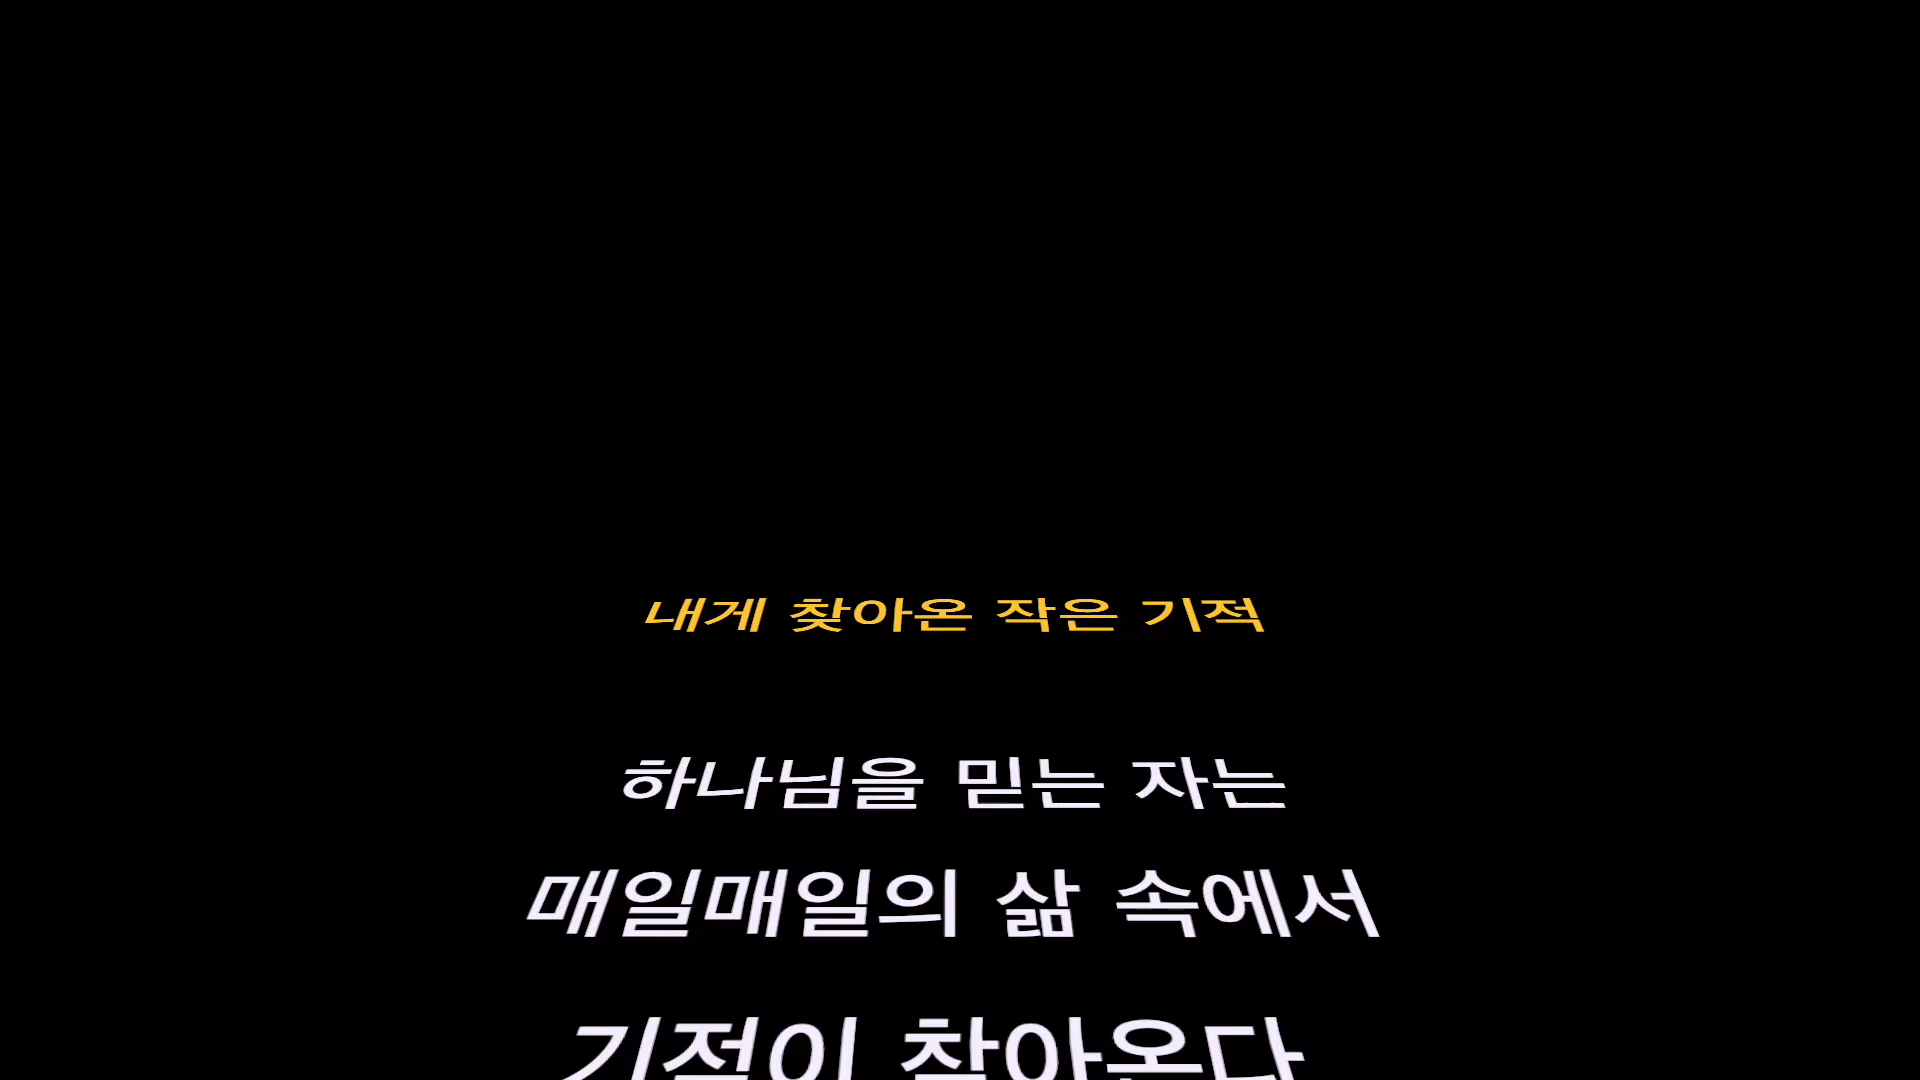 내게 찾아온 작은 기적
하나님을 믿는 자는
매일매일의 삶 속에서
기적이 찾아온다